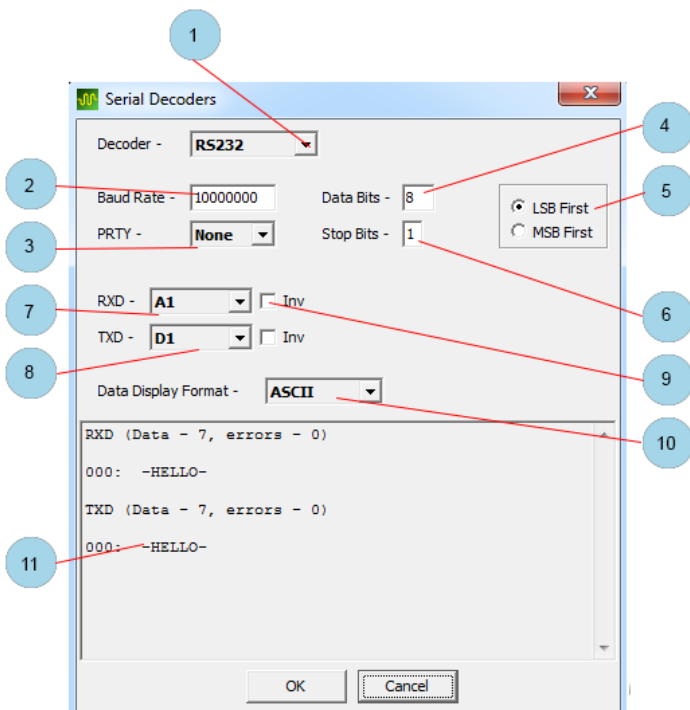 1
Serial Decoders
4
Decoder - RS232
2
Baud Rate - 10000000 Data Bits - 8
5
LSB First
3
PRTY - None Stop Bits - 1
MSB First
7
RXD - A1 Inv
6
TXD - D1 Inv
8
9
Data Display Format - ASCII
10
RXD (Data - 7, errors - 0)
000: -HELLO-
TXD (Data - 7, errors - 0)
000: -HELLO-
11
OK Cancel